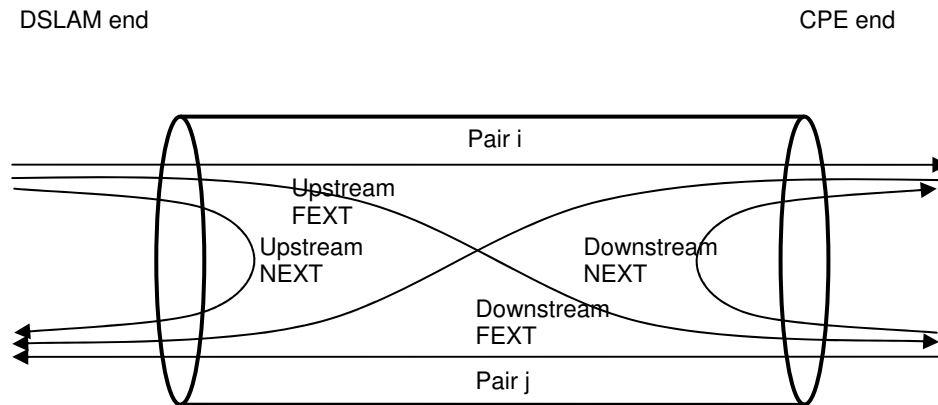 DSLAM end
CPE end
Pair i
Upstream
FEXT
Upstream
NEXT
Downstream
NEXT
Downstream
FEXT
Pair j